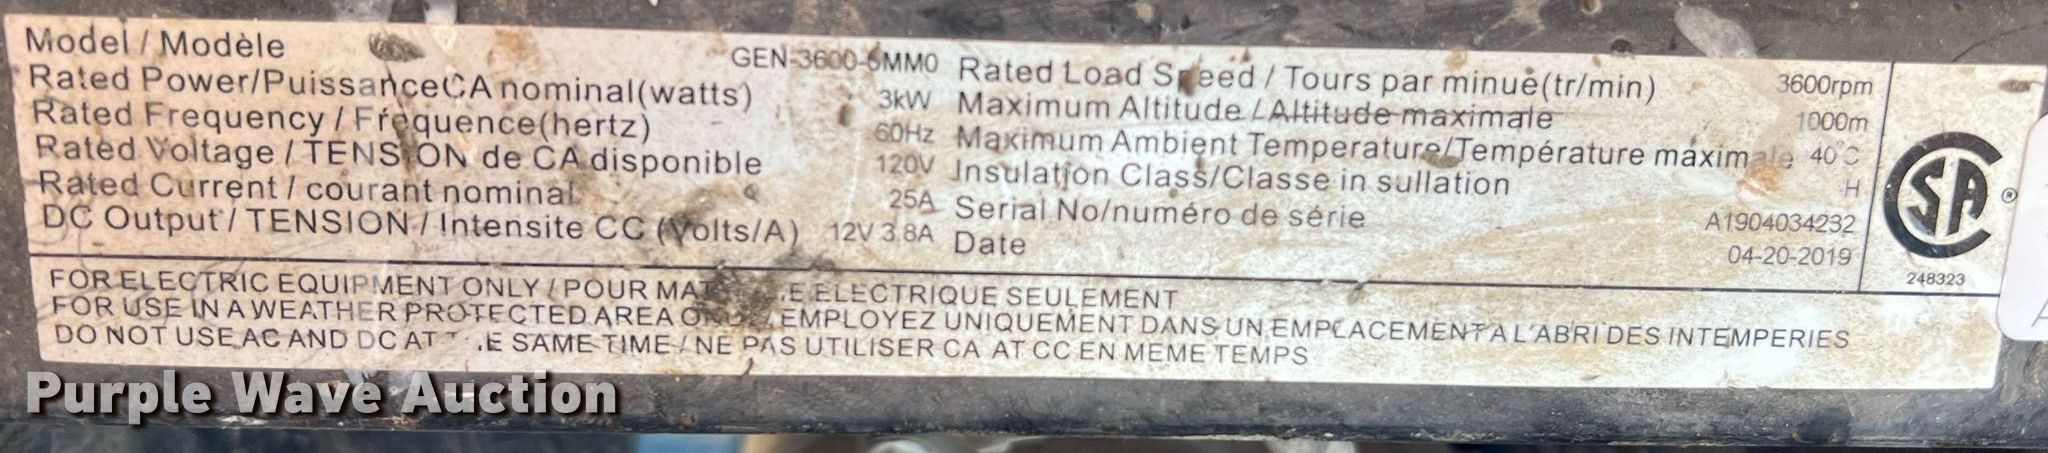 Model / Modèle GEN-3600-6MM0
Rated Power/PuissanceCA nominal(watts) 3kW
Rated Frequency / Fréquence(hertz) 60Hz
Rated Voltage / TENSION de CA disponible 120V
Rated Current / courant nominal 25A
DC Output / TENSION / Intensite CC (Volts/A) 12V 3.8A
Rated Load Speed / Tours par minue(tr/min) 3600rpm
Maximum Altitude / Altitude maximale 1000m
Maximum Ambient Temperature/Température maximale 40°C
Insulation Class/Classe in sullation H
Serial No/numéro de série A1904034232
Date 04-20-2019
SA ®
248323
FOR ELECTRIC EQUIPMENT ONLY / POUR ELECTRIQUE SEULEMENT
FOR USE IN A WEATHER PROTECTED AREA EMPLOYEZ UNIQUEMENT DANS UN EMPLACEMENT A L'ABRI DES INTEMPERIES
DO NOT USE AC AND DC AT THE SAME TIME / NE PAS UTILISER CA AT CC EN MEME TEMPS
Purple Wave Auction